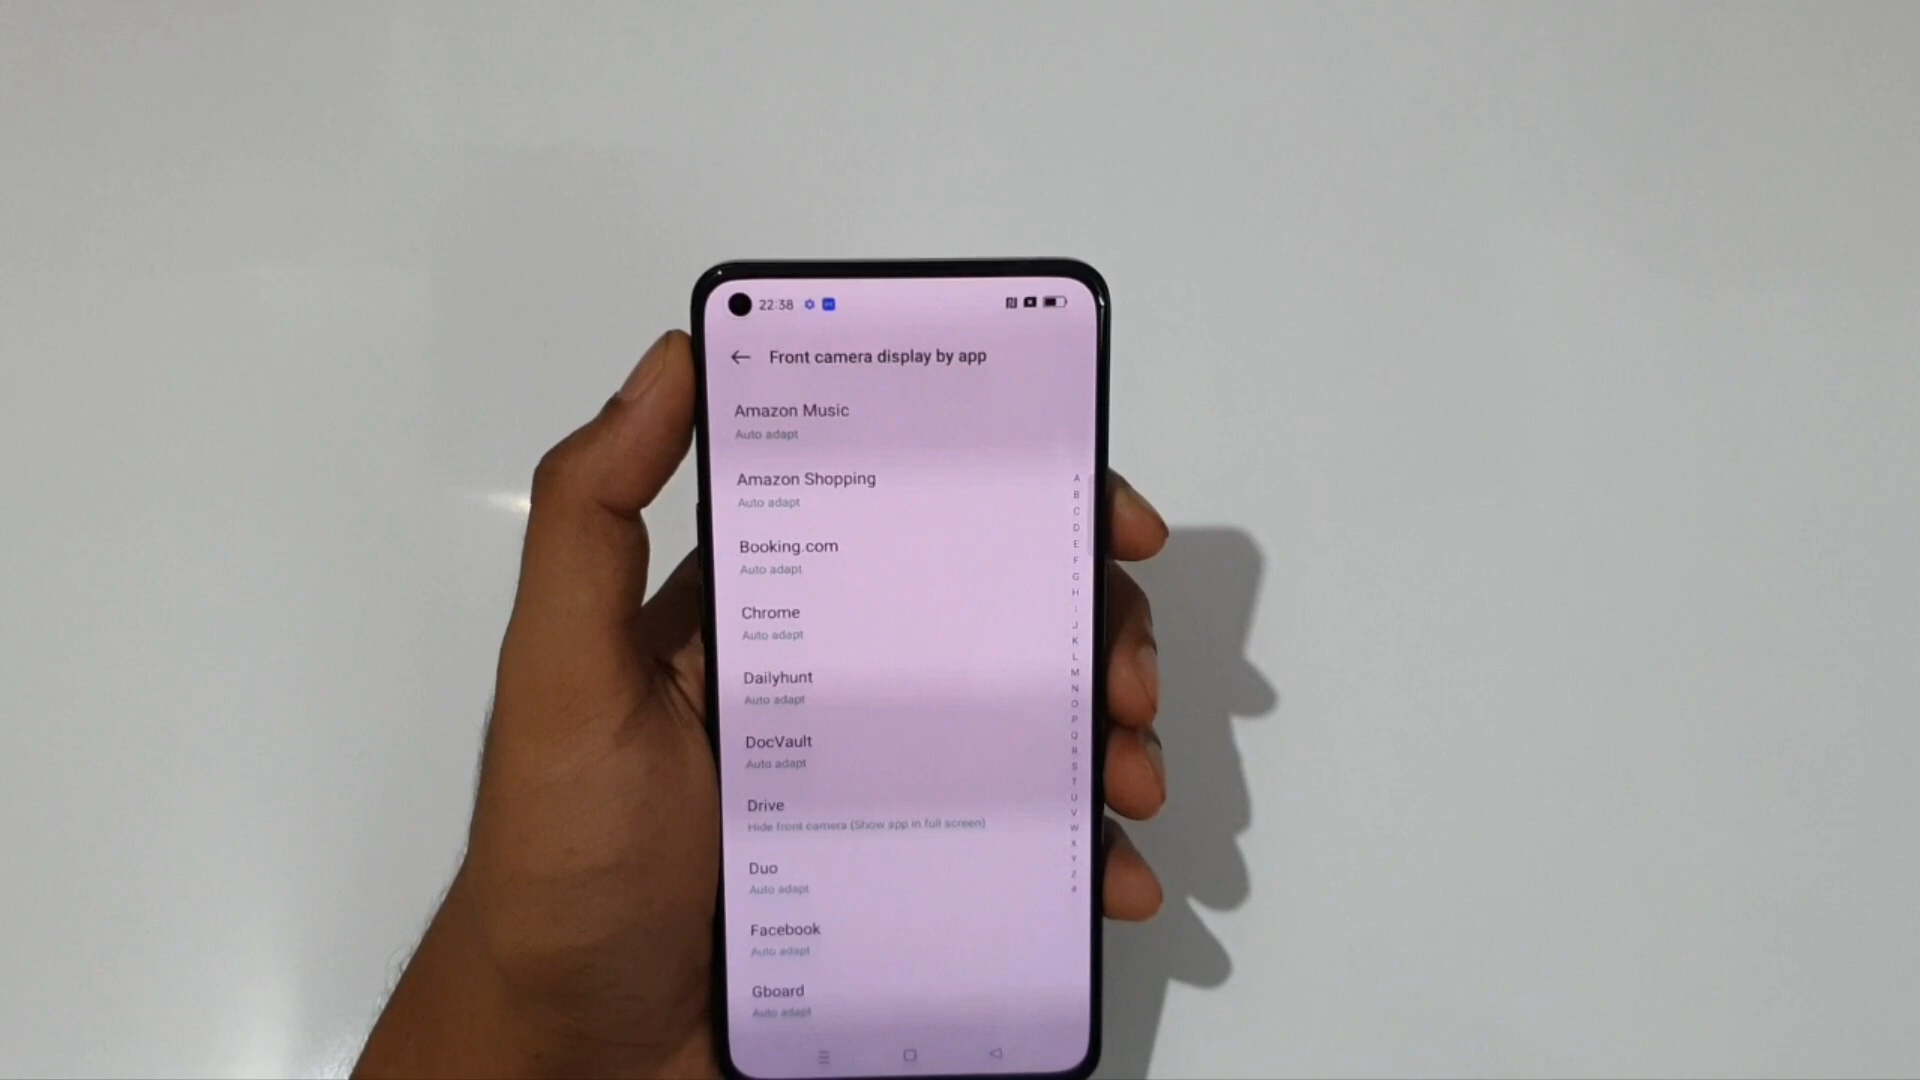 22:38
Front camera display by app
Amazon Music
Auto adapt
Amazon Shopping
Auto adapt
Booking.com
Auto adapt
Chrome
Auto adapt
Dailyhunt
Auto adapt
DocVault
Auto adapt
Drive
Hide front camera (Show app in full screen)
Duo
Auto adapt
Facebook
Auto adapt
Gboard
Auto adapt
A
B
C
D
E
F
G
H
I
J
K
L
M
N
O
P
Q
R
S
T
U
V
W
X
Y
Z
#